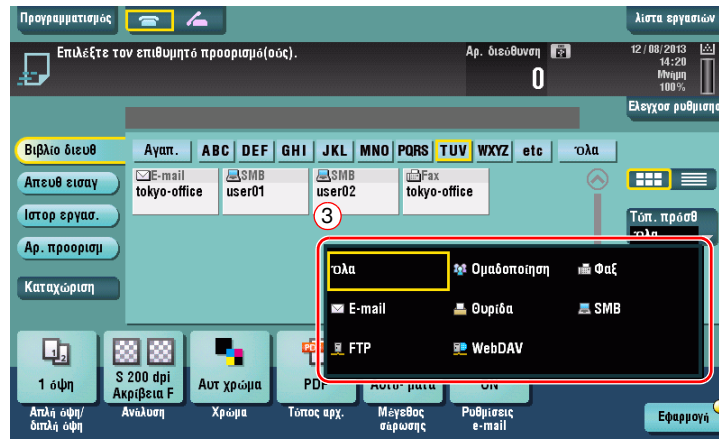 Προγραμματισμός
λίστα εργασιών
Επιλέξτε τον επιθυμητό προορισμό(ούς).
Αρ. διεύθυνση
0
12/08/2013
14:20
Μνήμη
100%
Ελεγχος ρυθμισης
Βιβλίο διευθ
Αγαπ. ABC DEF GHI JKL MNO PQRS TUV WXYZ etc Όλα
Απευθ εισαγ
E-mail
tokyo-office
SMB
user01
SMB
user02
Fax
tokyo-office
Ιστορ εργασ.
3
Τύπ. πρόσθ
Όλα
Αρ. προορισμ
Καταχώριση
Όλα
Ομαδοποίηση
Φαξ
E-mail
Θυρίδα
SMB
FTP
WebDAV
1 όψη
200 dpi
Ακρίβεια F
Αυτ χρώμα
PDF
ON
Απλή όψη/
διπλή όψη
Ανάλυση
Χρώμα
Τύπος αρχ.
Μέγεθος
σάρωσης
Ρυθμίσεις
e-mail
Εφαρμογή